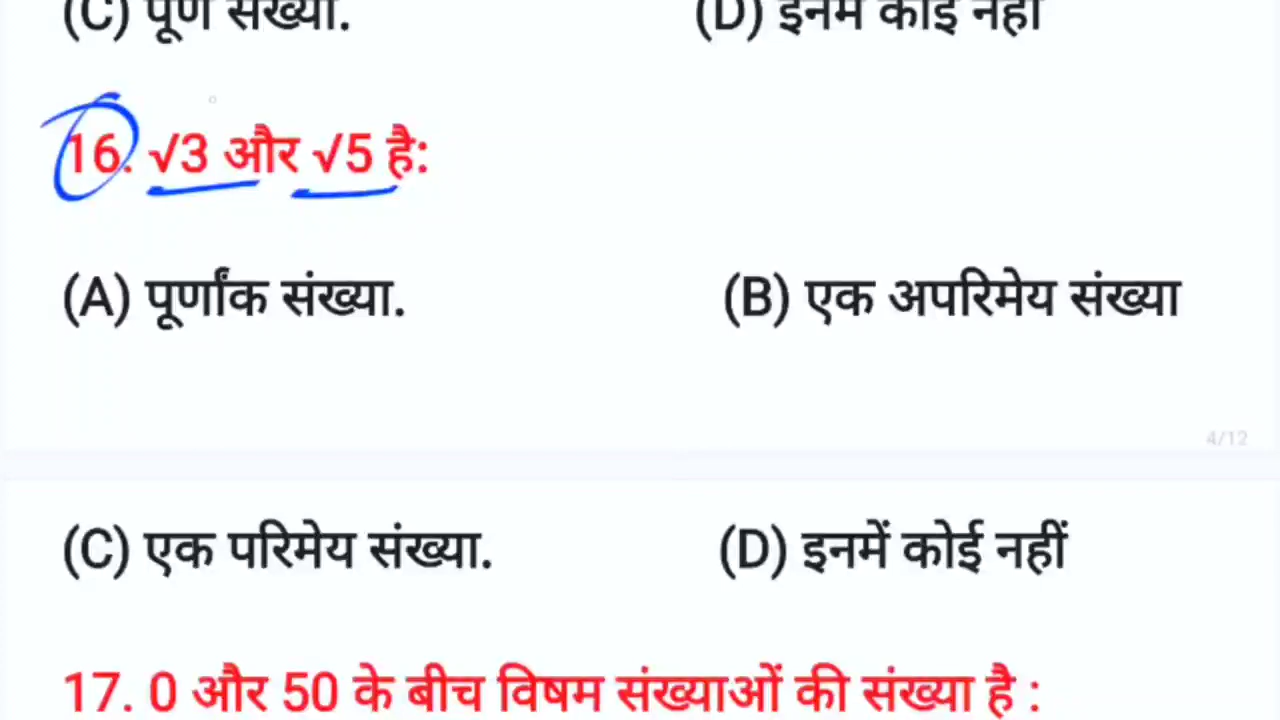 (C) पूर्ण संख्या. (D) इनमें कोई नहीं
16. √3 और √5 है:
(A) पूर्णांक संख्या. (B) एक अपरिमेय संख्या
4/12
(C) एक परिमेय संख्या. (D) इनमें कोई नहीं
17. 0 और 50 के बीच विषम संख्याओं की संख्या है :